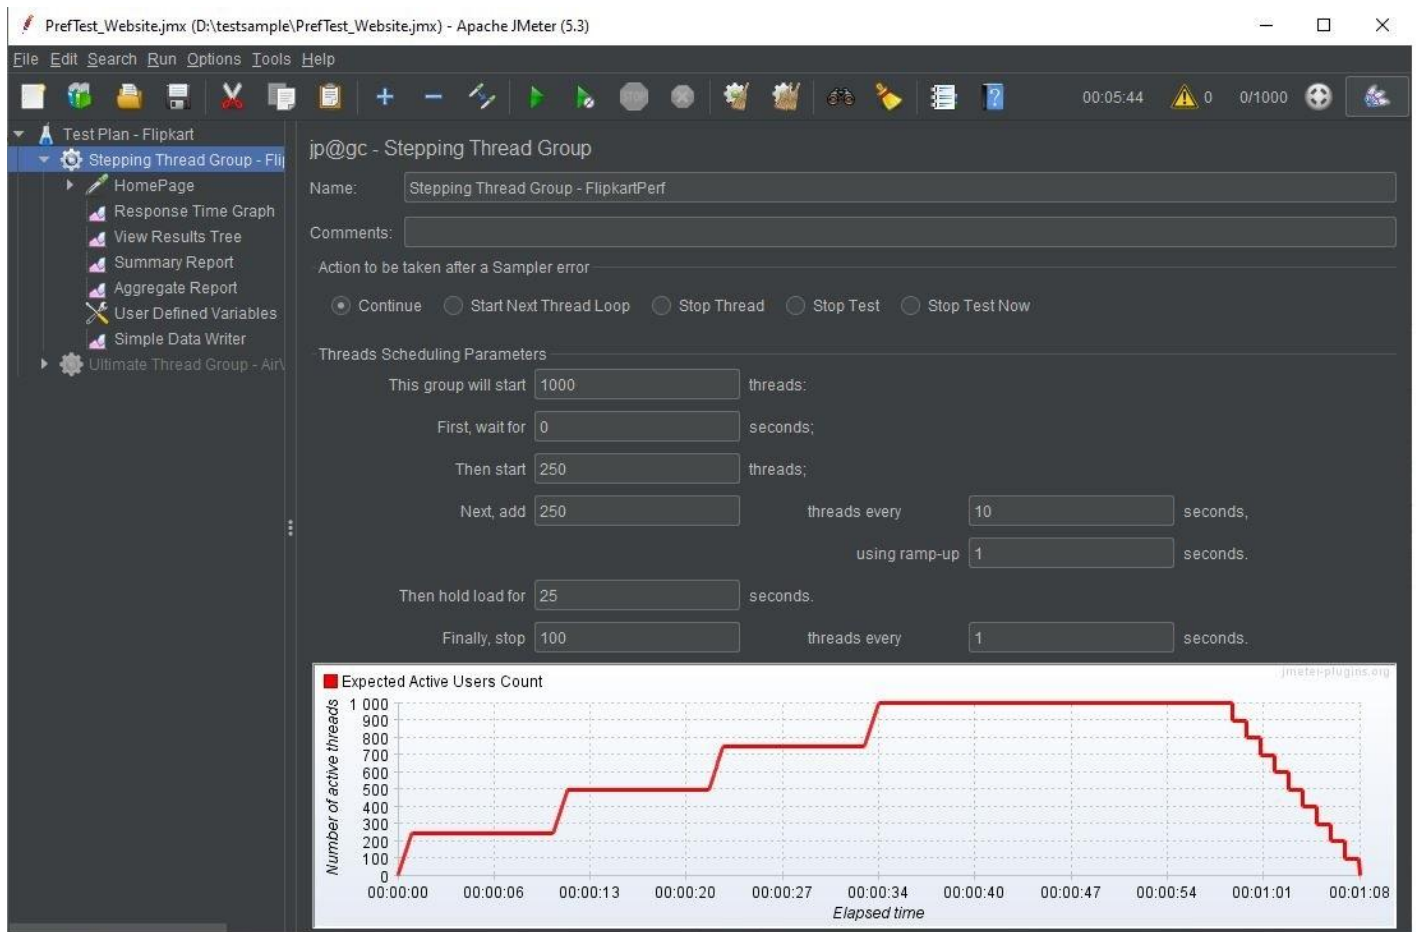 PrefTest_Website.jmx (D:\testsample\PrefTest_Website.jmx) - Apache JMeter (5.3)
File Edit Search Run Options Tools Help
STOP 00:05:44 0 0/1000
Test Plan - Flipkart
Stepping Thread Group - Flip
HomePage
Response Time Graph
View Results Tree
Summary Report
Aggregate Report
User Defined Variables
Simple Data Writer
Ultimate Thread Group - Air
jp@gc - Stepping Thread Group
Name: Stepping Thread Group - FlipkartPerf
Comments:
Action to be taken after a Sampler error
Continue Start Next Thread Loop Stop Thread Stop Test Stop Test Now
Threads Scheduling Parameters
This group will start 1000 threads:
First, wait for 0 seconds;
Then start 250 threads;
Next, add 250 threads every 10 seconds,
using ramp-up 1 seconds.
Then hold load for 25 seconds.
Finally, stop 100 threads every 1 seconds.
jmeter-plugins.org
Expected Active Users Count
Number of active threads
1 000
900
800
700
600
500
400
300
200
100
0
00:00:00 00:00:06 00:00:13 00:00:20 00:00:27 00:00:34 00:00:40 00:00:47 00:00:54 00:01:01 00:01:08
Elapsed time